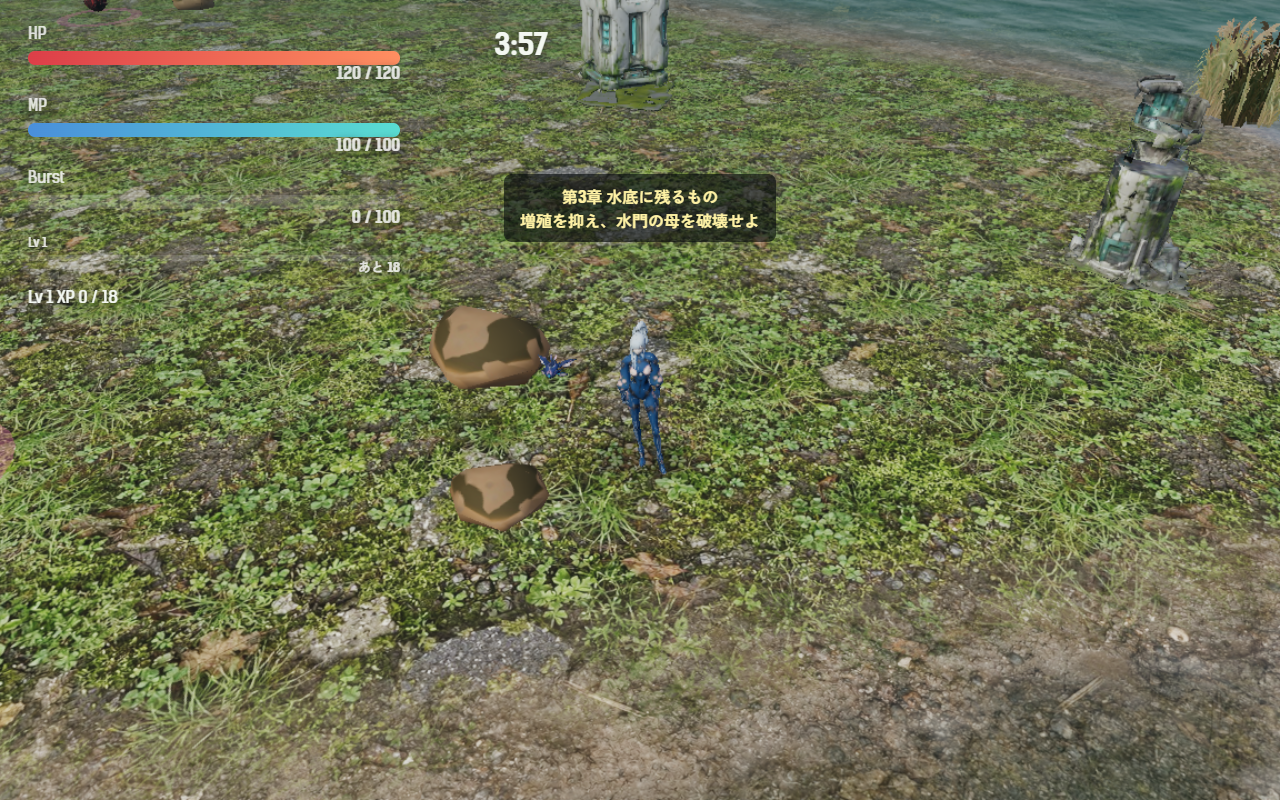 HP
120 / 120
3:57
MP
100 / 100
Burst
0 / 100
Lv 1
あと 18
Lv 1 XP 0 / 18
第3章 水底に残るもの
増殖を抑え、水門の母を破壊せよ